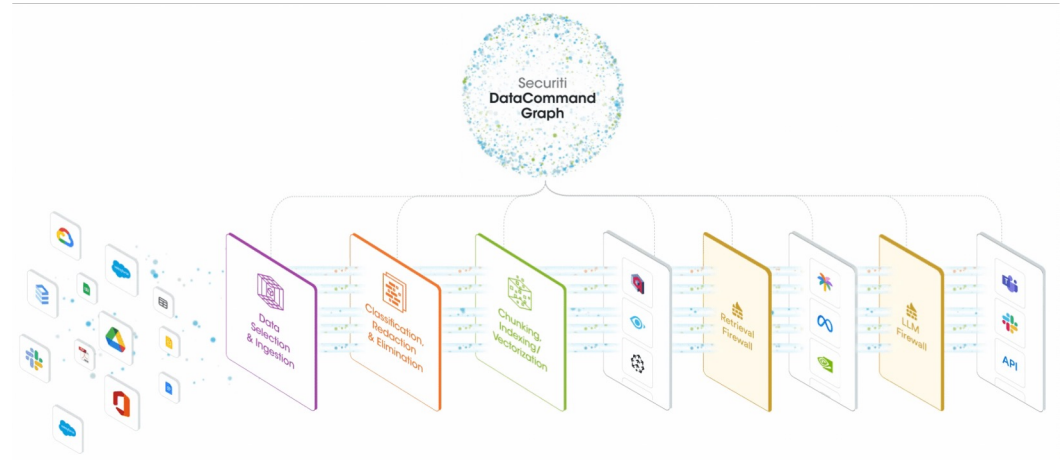 Securiti
DataCommand
Graph
Data
Selection
& Ingestion
Classification,
Redaction
& Elimination
Chunking,
Indexing/
Vectorization
Retrieval
Firewall
LLM
Firewall
API